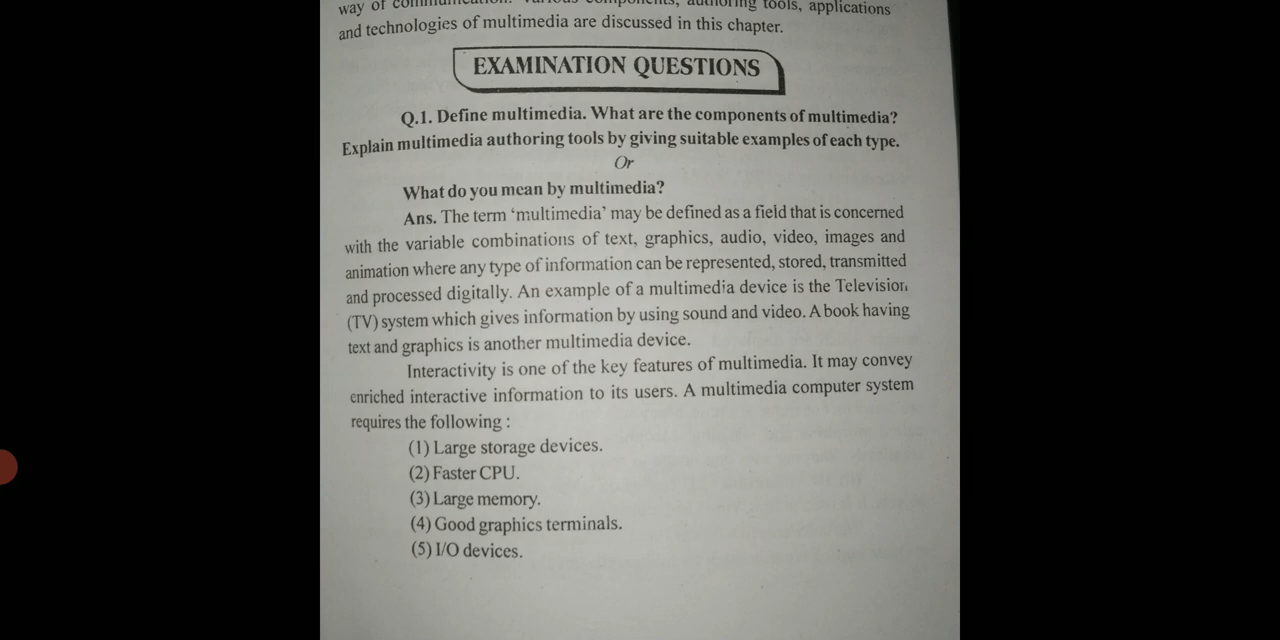 way of communication. Various components, authoring tools, applications
and technologies of multimedia are discussed in this chapter.
EXAMINATION QUESTIONS
Q.1. Define multimedia. What are the components of multimedia?
Explain multimedia authoring tools by giving suitable examples of each type.
Or
What do you mean by multimedia?
Ans. The term ‘multimedia’ may be defined as a field that is concerned
with the variable combinations of text, graphics, audio, video, images and
animation where any type of information can be represented, stored, transmitted
and processed digitally. An example of a multimedia device is the Television
(TV) system which gives information by using sound and video. A book having
text and graphics is another multimedia device.
Interactivity is one of the key features of multimedia. It may convey
enriched interactive information to its users. A multimedia computer system
requires the following :
(1) Large storage devices.
(2) Faster CPU.
(3) Large memory.
(4) Good graphics terminals.
(5) I/O devices.